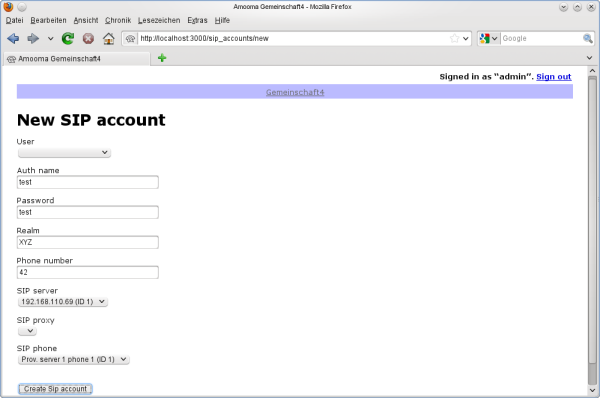 Amooma Gemeinschaft4 - Mozilla Firefox
Datei Bearbeiten Ansicht Chronik Lesezeichen Extras Hilfe
http://localhost:3000/sip_accounts/new
Google
Amooma Gemeinschaft4
Signed in as “admin”. Sign out
Gemeinschaft4
New SIP account
User
Auth name
test
Password
test
Realm
XYZ
Phone number
42
SIP server
192.168.110.69 (ID 1)
SIP proxy
SIP phone
Prov. server 1 phone 1 (ID 1)
Create Sip account